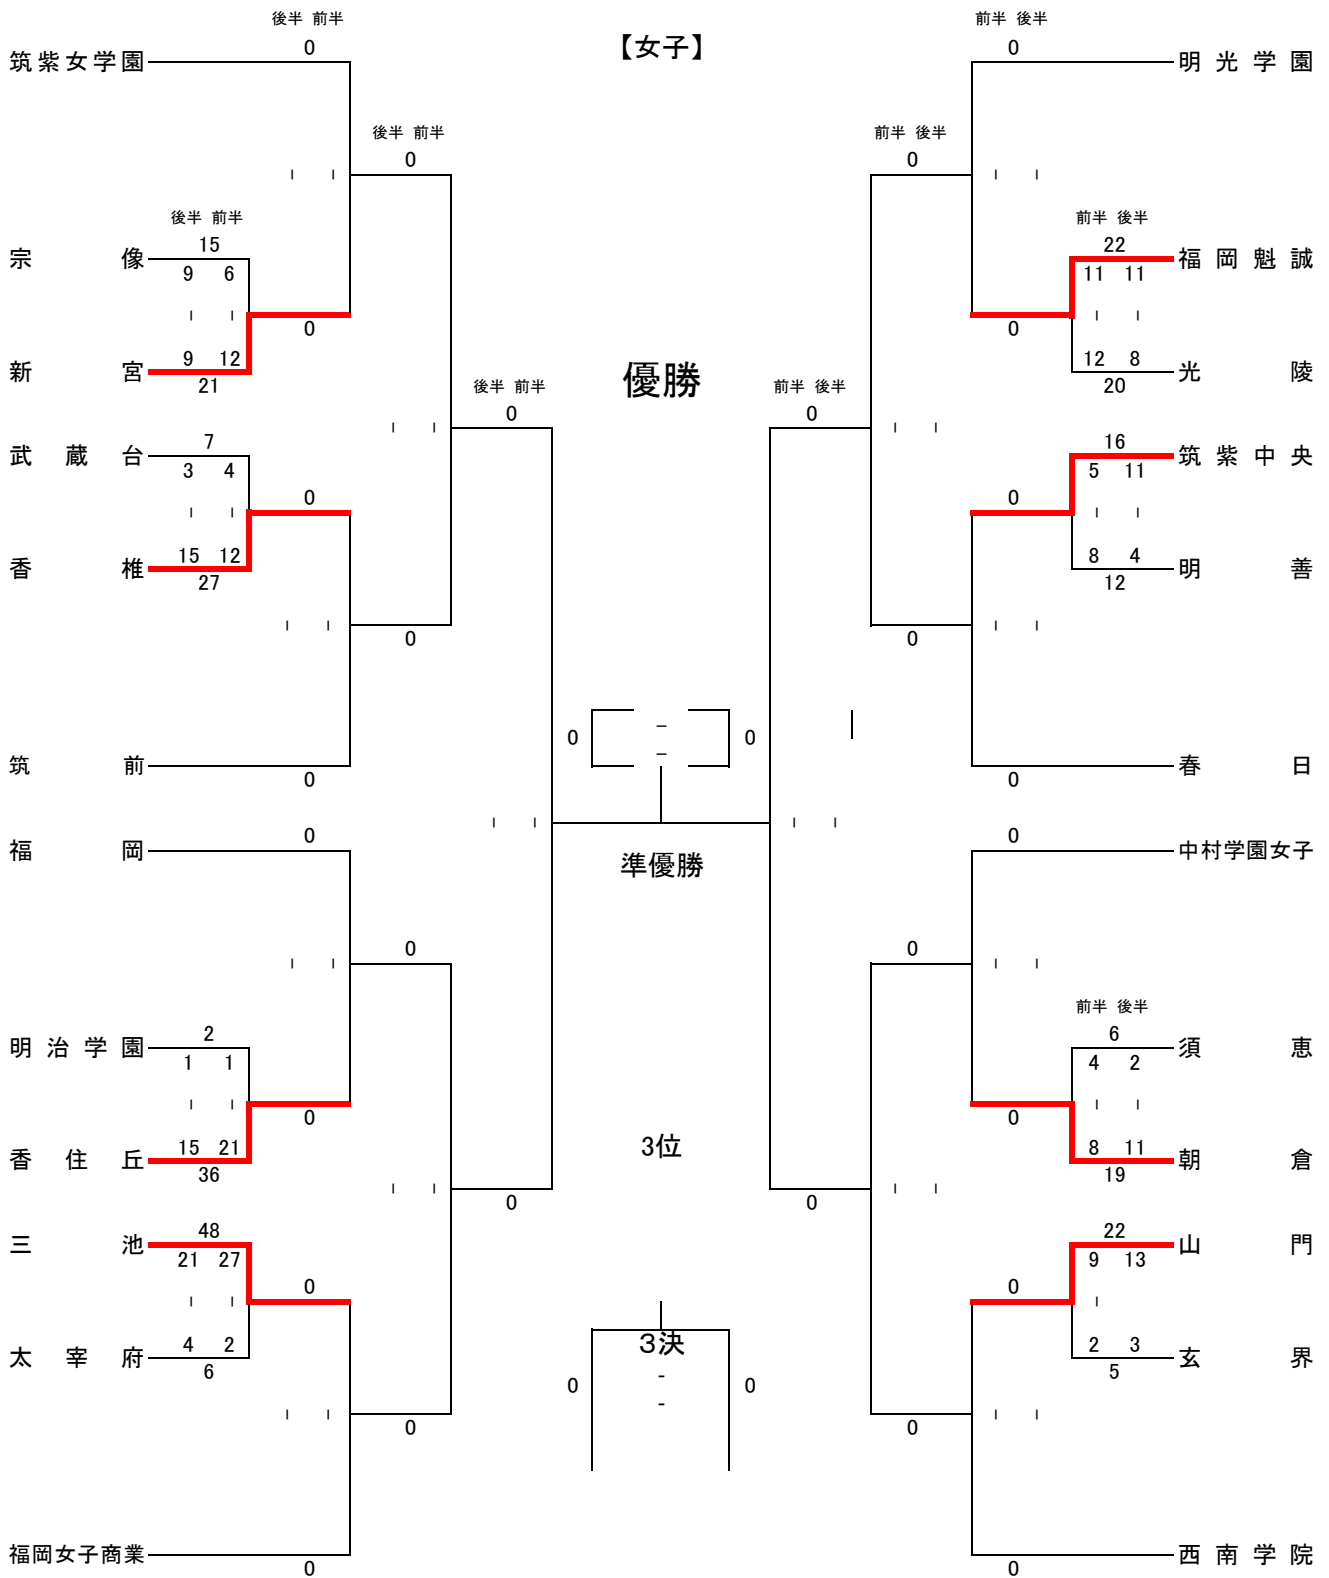 後半 前半
前半 後半
0
【女子】
0
筑紫女学園
明光学園
後半 前半
前半 後半
0
0
後半 前半
前半 後半
15
22
宗像
福岡魁誠
9 6
11 11
0
0
9 12
12 8
新宮
優勝
光陵
21
後半 前半
前半 後半
20
0
0
7
16
武蔵台
筑紫中央
3 4
5 11
0
0
15 12
8 4
香椎
明善
27
12
0
0
-
0
0
-
筑前
春日
0
0
0
0
福岡
準優勝
中村学園女子
0
0
前半 後半
2
6
明治学園
須恵
1 1
4 2
0
0
15 21
3位
8 11
香住丘
朝倉
36
19
0
0
48
22
三池
山門
21 27
9 13
0
0
4 2
3決
2 3
太宰府
玄界
6
5
-
0
0
-
0
0
福岡女子商業
西南学院
0
0